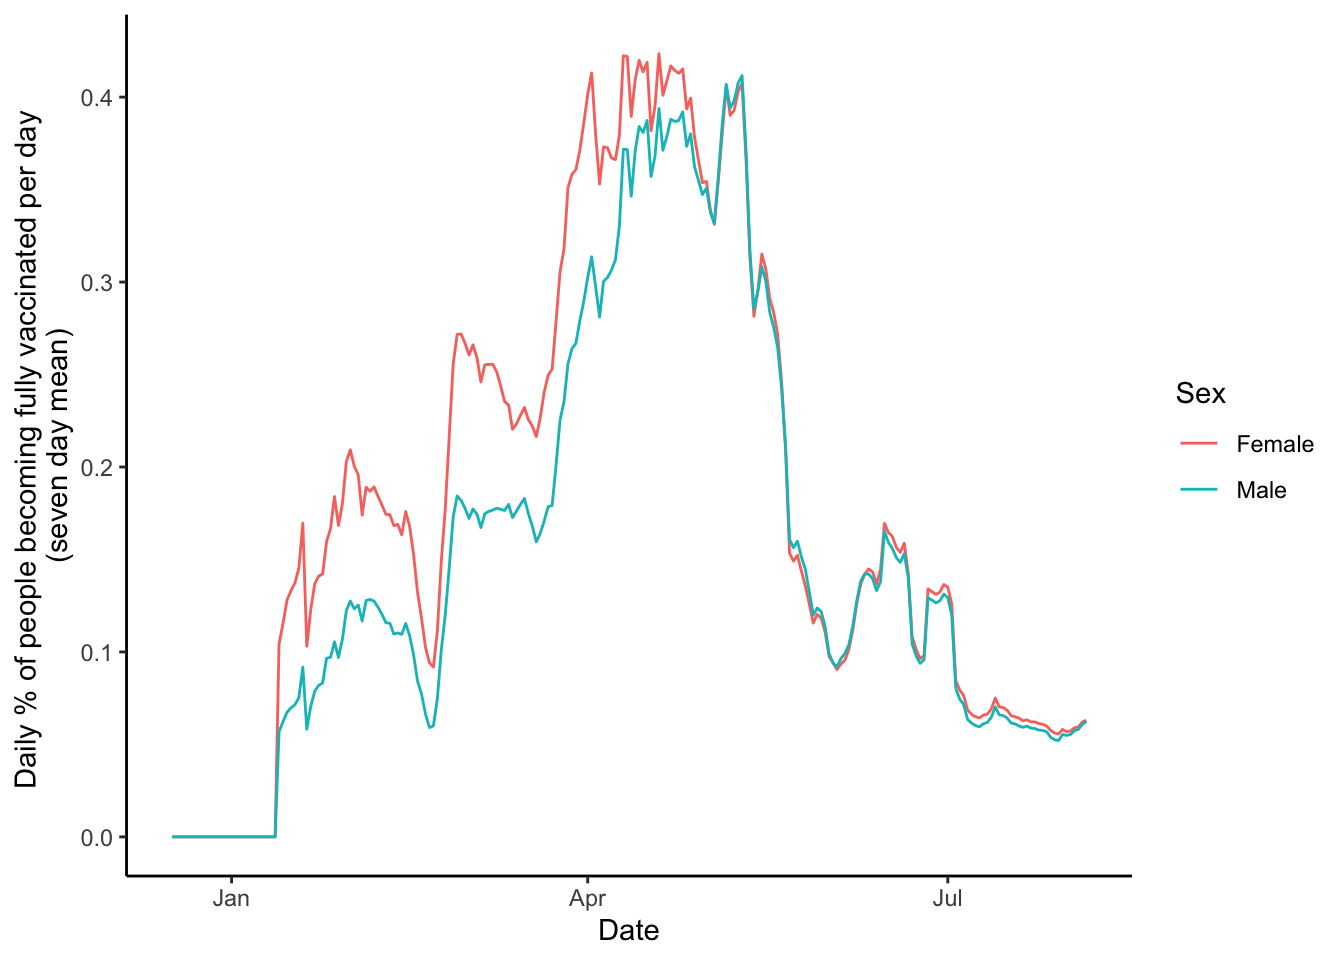 Daily % of people becoming fully vaccinated per day
(seven day mean)
0.4
0.3
0.2
0.1
0.0
Jan
Apr
Jul
Date
Sex
Female
Male